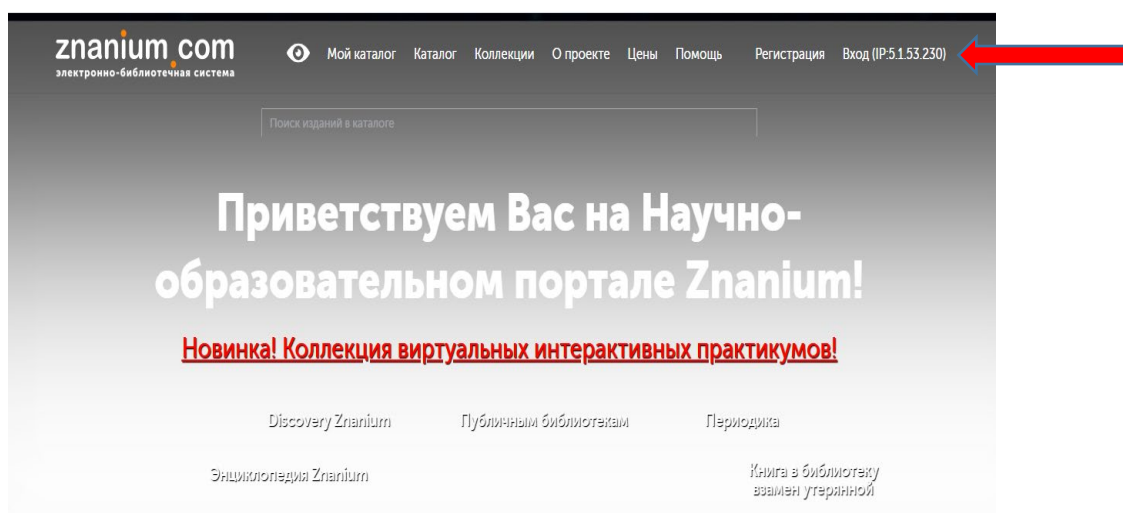 znanium.com
электронно-библиотечная система
Мой каталог Каталог Коллекции О проекте Цены Помощь Регистрация Вход (IP:5.1.53.230)
Поиск изданий в каталоге
Приветствуем Вас на Научно-
образовательном портале Znanium!
Новинка! Коллекция виртуальных интерактивных практикумов!
Discovery Znanium Публичным библиотекам Периодика
Энциклопедия Znanium Книга в библиотеку
взамен утерянной